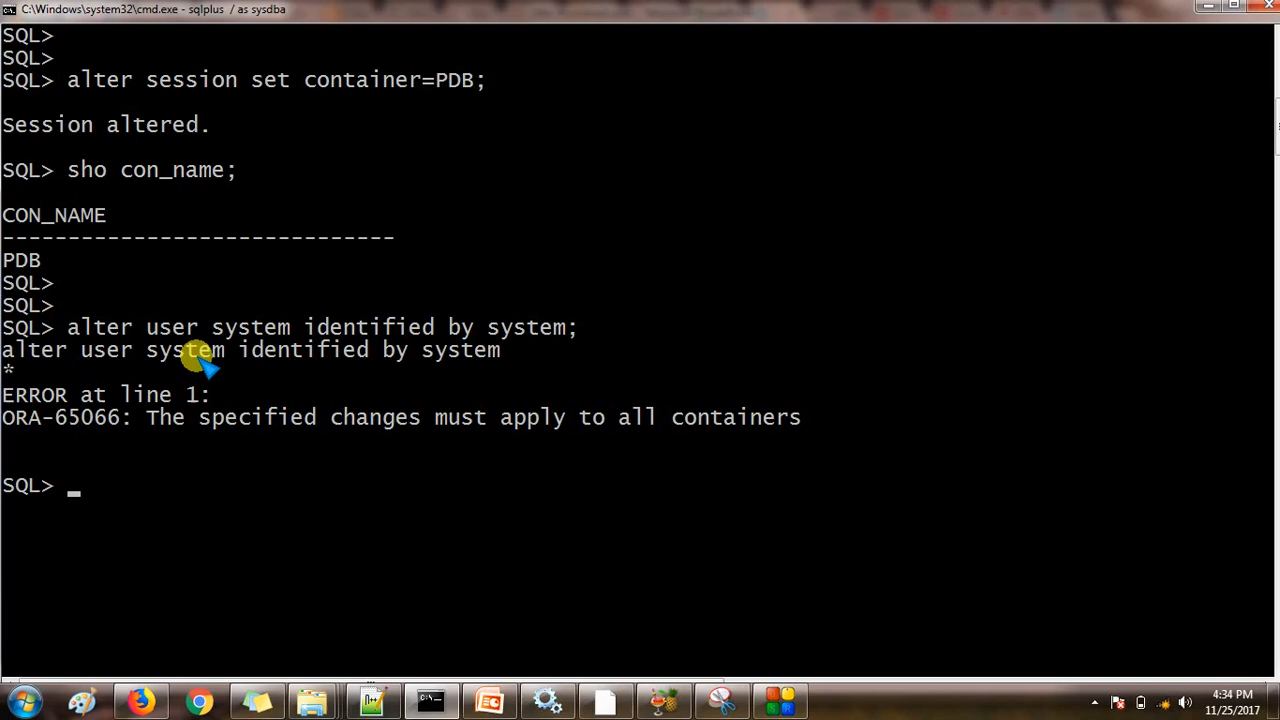 C:\Windows\system32\cmd.exe - sqlplus  / as sysdba
SQL>
SQL>
SQL> alter session set container=PDB;
Session altered.
SQL> sho con_name;
CON_NAME
------------------------------
PDB
SQL>
SQL>
SQL> alter user system identified by system;
alter user system identified by system
*
ERROR at line 1:
ORA-65066: The specified changes must apply to all containers
SQL> _
4:34 PM
11/25/2017